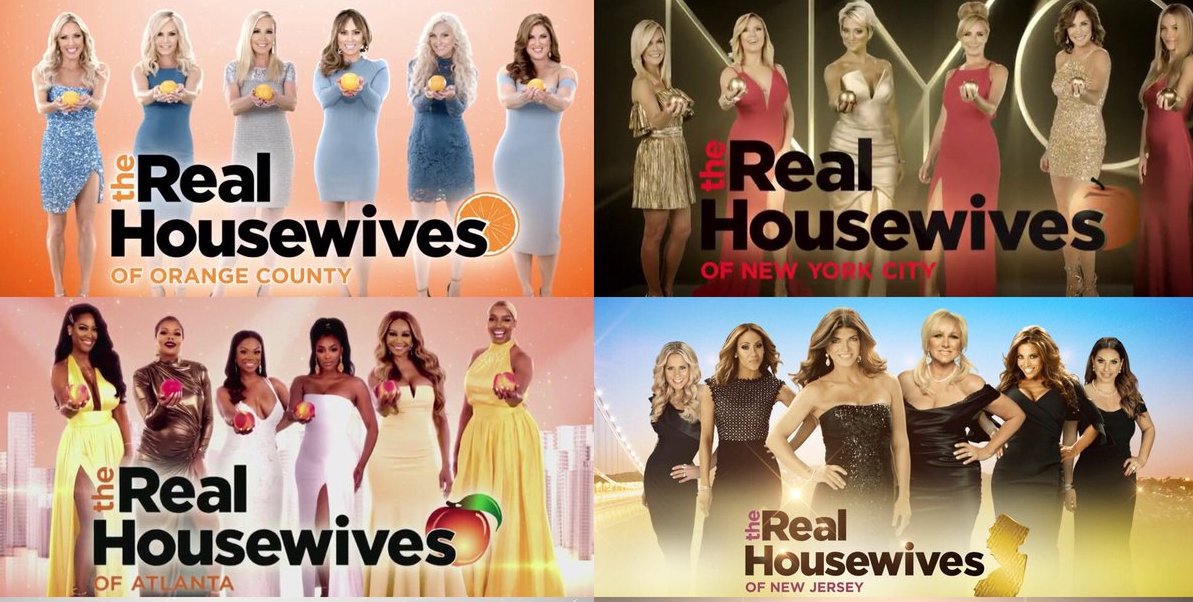 the Real
Housewives
OF ORANGE COUNTY
NYC
the Real
Housewives
OF NEW YORK CITY
the Real
Housewives
OF ATLANTA
the Real
Housewives
OF NEW JERSEY